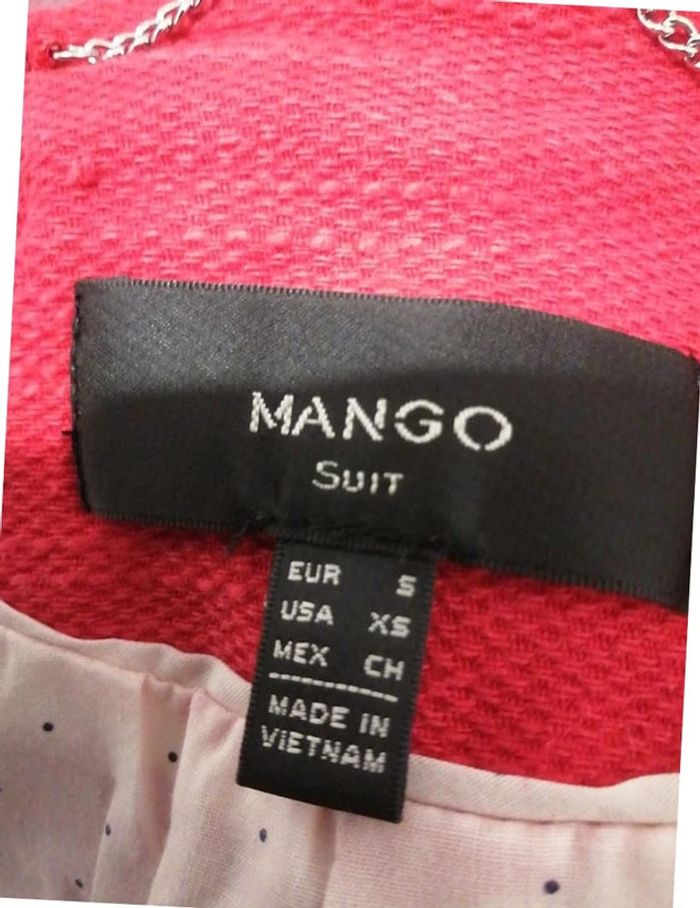 MANGO
SUIT
EUR S
USA XS
MEX CH
MADE IN
VIETNAM